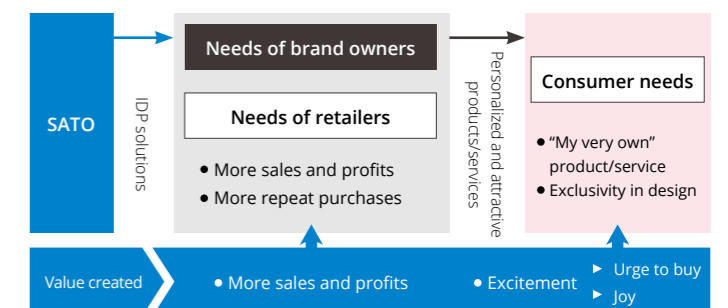 SATO
IDP solutions
Needs of brand owners
Needs of retailers
● More sales and profits
● More repeat purchases
Personalized and attractive
products/services
Consumer needs
● “My very own”
product/service
● Exclusivity in design
Value created
● More sales and profits
● Excitement
► Urge to buy
► Joy